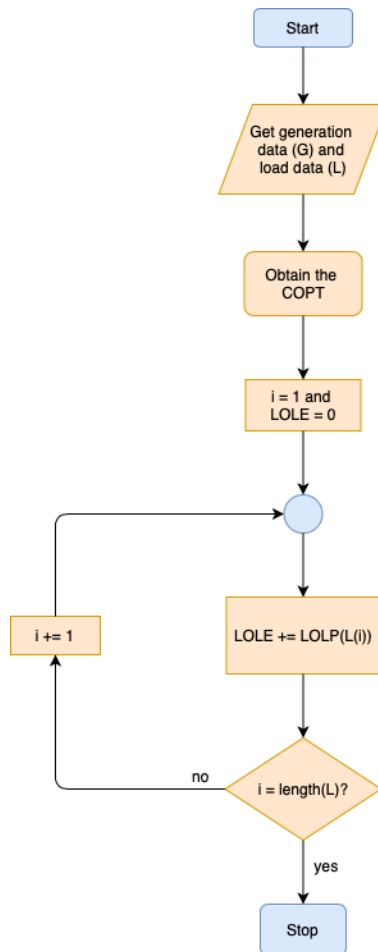 Start
Get generation
data (G) and
load data (L)
Obtain the
COPT
i = 1 and
LOLE = 0
i += 1
LOLE += LOLP(L(i))
no
i = length(L)?
yes
Stop